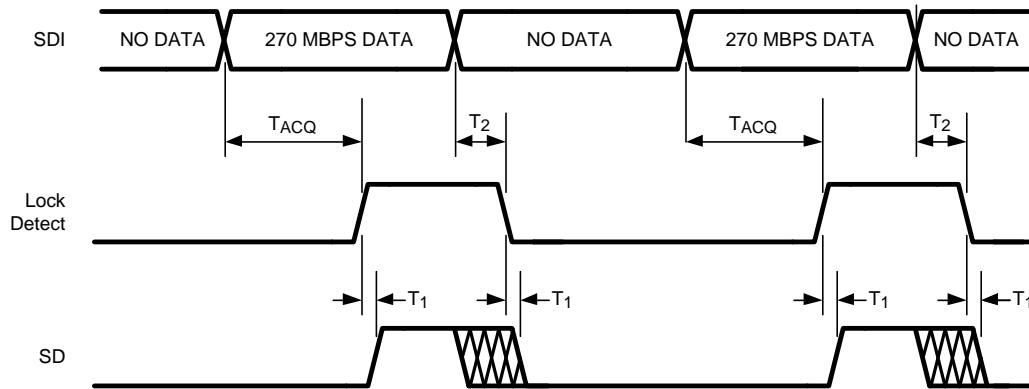 SDI NO DATA 270 MBPS DATA NO DATA 270 MBPS DATA NO DATA
TACQ T2 TACQ T2
Lock
Detect
T1 T1 T1 T1
SD